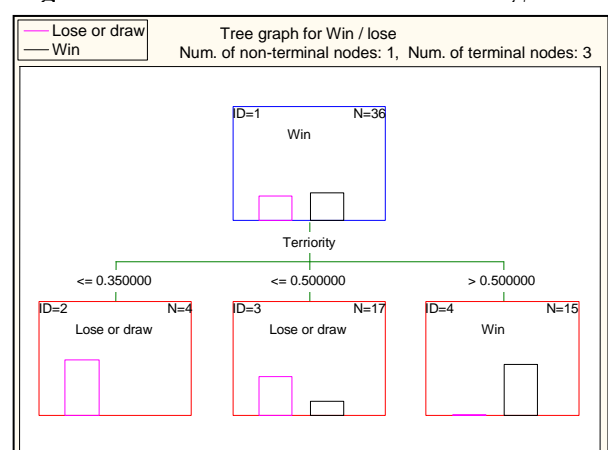 Lose or draw
Win
Tree graph for Win / lose
Num. of non-terminal nodes: 1, Num. of terminal nodes: 3
ID=1 N=36
Win
Terriority
<= 0.350000 <= 0.500000 > 0.500000
ID=2 N=4 ID=3 N=17 ID=4 N=15
Lose or draw Lose or draw Win